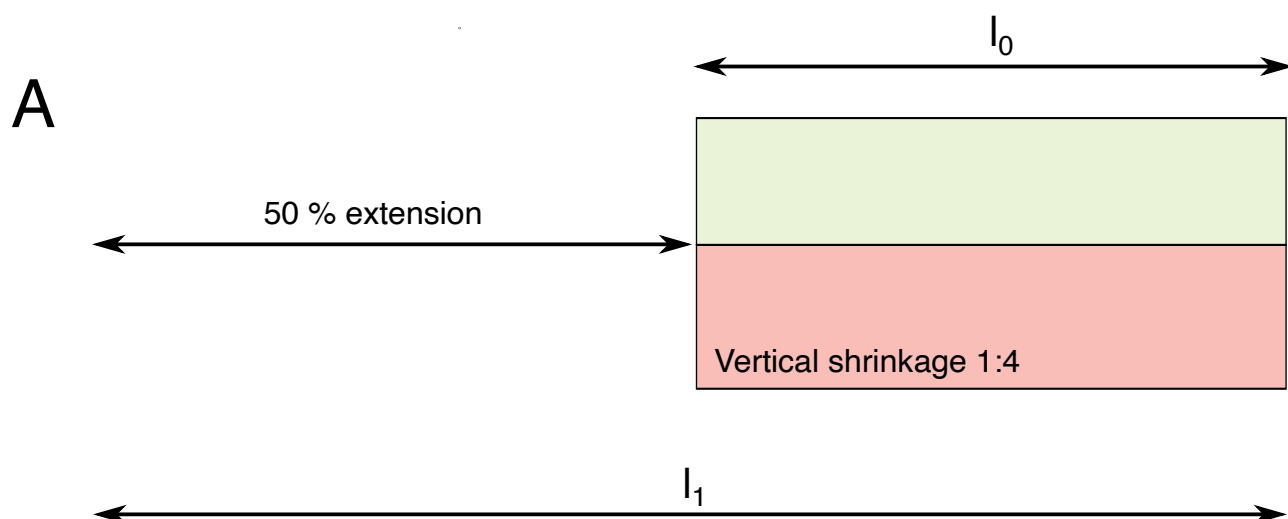 l₀
A
50 % extension
Vertical shrinkage 1:4
l₁